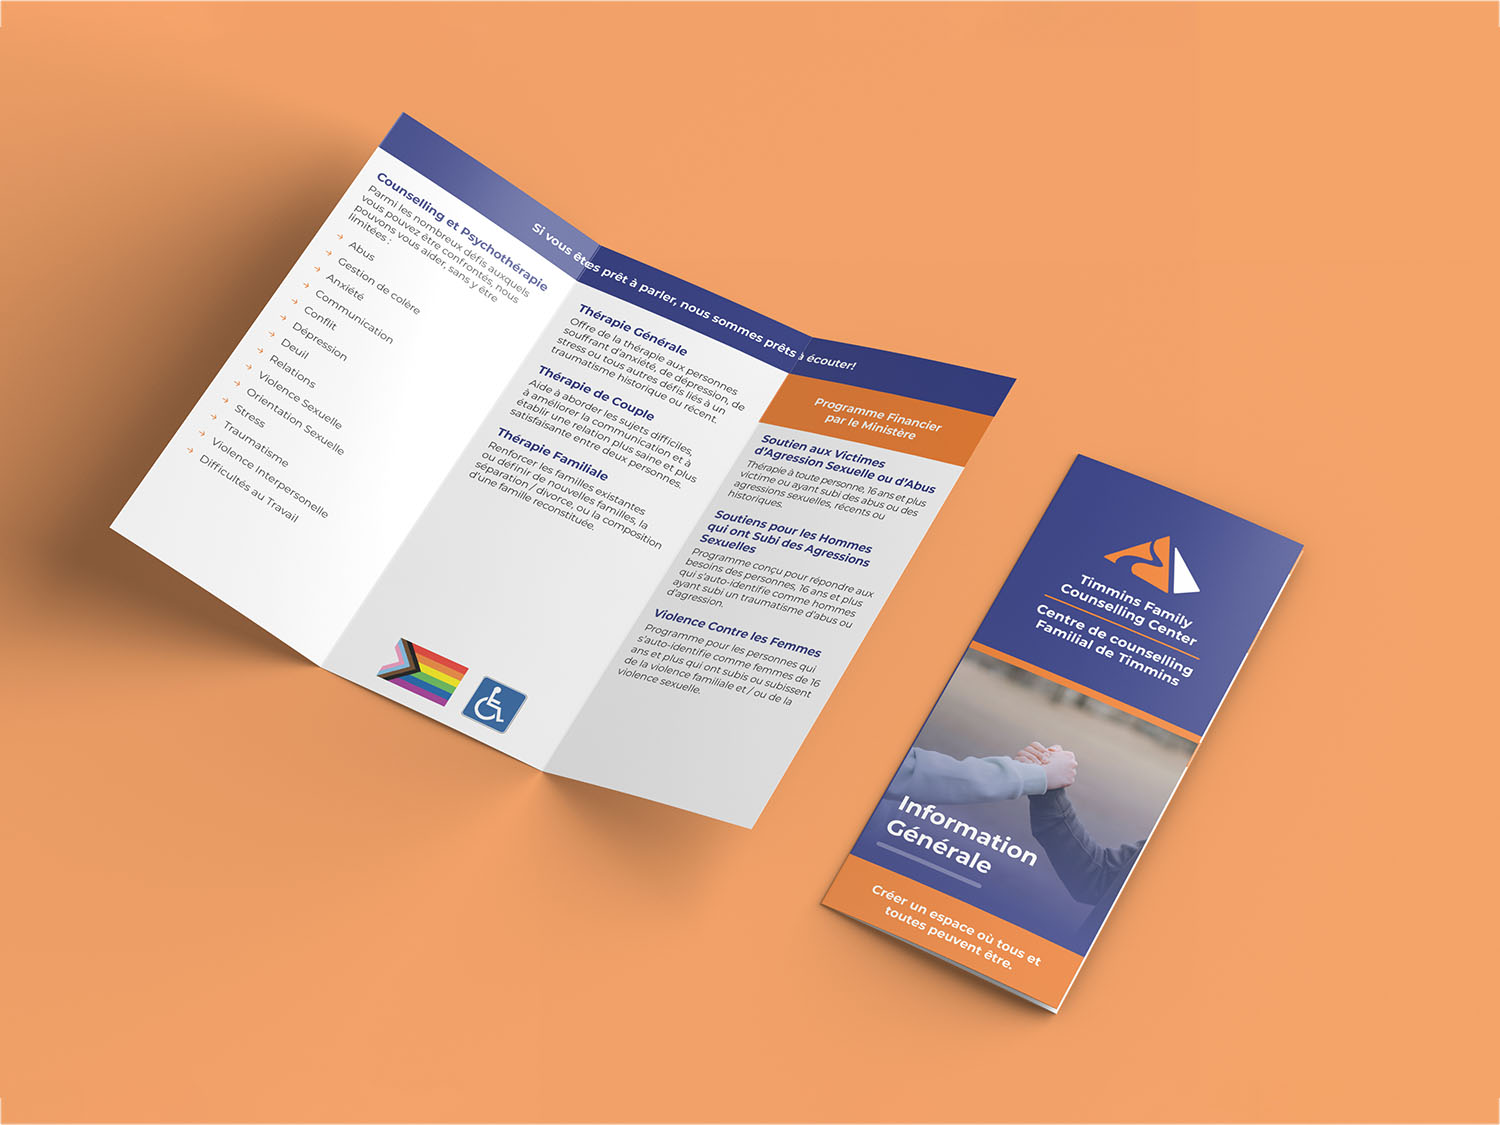 Si vous êtes prêt à parler, nous sommes prêts à écouter!
Counselling et Psychothérapie
Parmi les nombreux défis auxquels
vous pouvez être confrontés, nous
pouvons vous aider, sans y être
limitées :
Abus
Gestion de colère
Anxiété
Communication
Conflit
Dépression
Deuil
Relations
Violence Sexuelle
Orientation Sexuelle
Stress
Traumatisme
Violence Interpersonelle
Difficultés au Travail
Thérapie Générale
Offre de la thérapie aux personnes
souffrant d'anxiété, de dépression, de
stress ou tous autres défis liés à un
traumatisme historique ou récent.
Thérapie de Couple
Aide à aborder les sujets difficiles,
à améliorer la communication et à
établir une relation plus saine et plus
satisfaisante entre deux personnes.
Thérapie Familiale
Renforcer les familles existantes
ou définir de nouvelles familles, la
séparation / divorce, ou la composition
d'une famille reconstituée.
Programme Financier
par le Ministère
Soutien aux Victimes
d'Agression Sexuelle ou d'Abus
Thérapie à toute personne, 16 ans et plus
victime ou ayant subi des abus ou des
agressions sexuelles, récents ou
historiques.
Soutiens pour les Hommes
qui ont Subi des Agressions
Sexuelles
Programme conçu pour répondre aux
besoins des personnes, 16 ans et plus
qui s'auto-identifie comme hommes
ayant subi un traumatisme d'abus ou
d'agression.
Violence Contre les Femmes
Programme pour les personnes qui
s'auto-identifie comme femmes de 16
ans et plus qui ont subis ou subissent
de la violence familiale et / ou de la
violence sexuelle.
Timmins Family
Counselling Center
Centre de counselling
Familial de Timmins
Information
Générale
Créer un espace où tous et
toutes peuvent être.